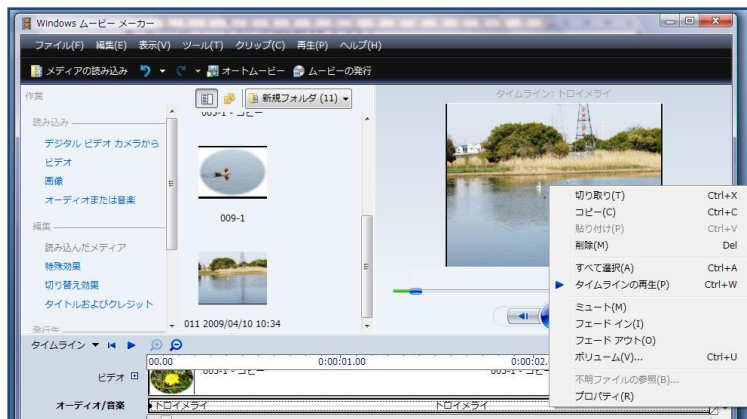 Windows ムービー メーカー
ファイル(F) 編集(E) 表示(V) ツール(T) クリップ(C) 再生(P) ヘルプ(H)
メディアの読み込み オートムービー ムービーの発行
作業
読み込み
デジタル ビデオ カメラから
ビデオ
画像
オーディオまたは音楽
編集
読み込んだメディア
特殊効果
切り替え効果
タイトルおよびクレジット
新規フォルダ (11)
009-1
011 2009/04/10 10:34
タイムライン: トロイメライ
切り取り(T) Ctrl+X
コピー(C) Ctrl+C
貼り付け(P) Ctrl+V
削除(M) Del
すべて選択(A) Ctrl+A
タイムラインの再生(P) Ctrl+W
ミュート(M)
フェード イン(I)
フェード アウト(O)
ボリューム(V)... Ctrl+U
不明ファイルの参照(B)...
プロパティ(R)
タイムライン
00.00 0:00:01.00 0:00:02.
ビデオ
オーディオ/音楽
トロイメライ トロイメライ